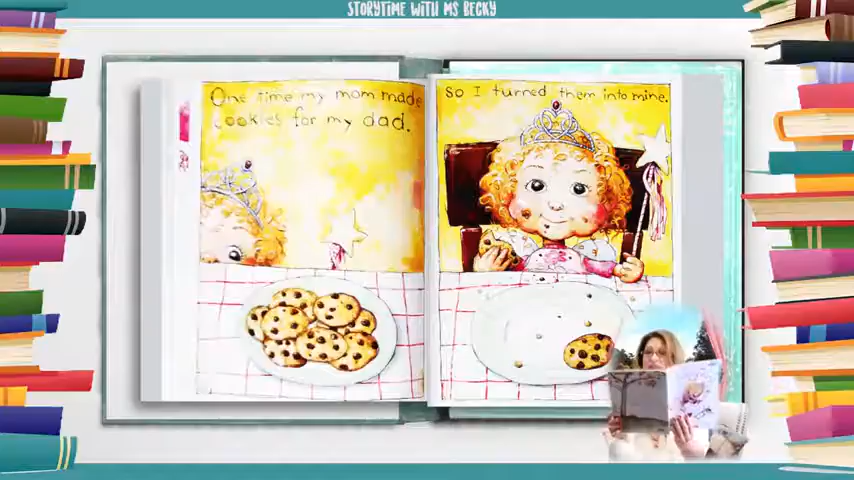 STORYTIME WITH MS BECKY
One time my mom made
cookies for my dad.
So I turned them into mine.